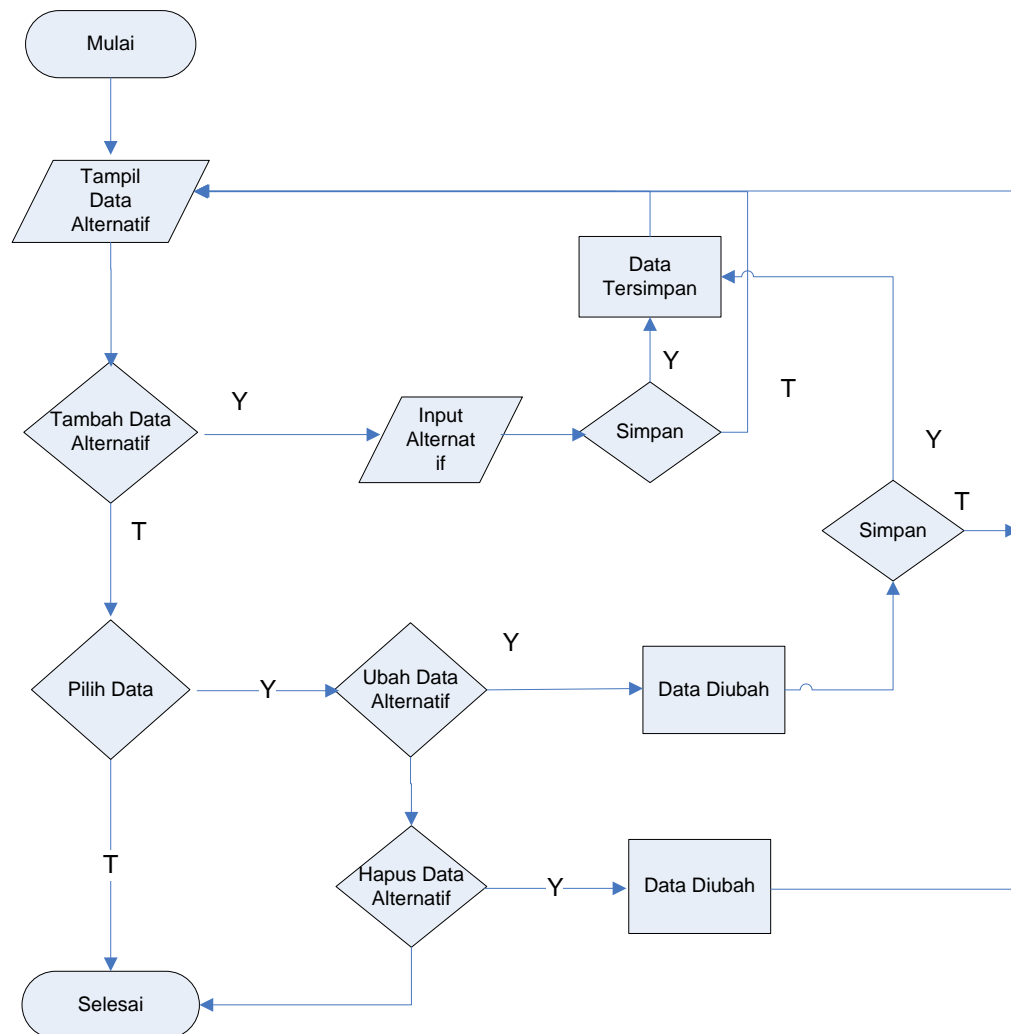 Mulai
Tampil
Data
Alternatif
Data
Tersimpan
Y
T
Y
Tambah Data
Alternatif
Input
Alternat
if
Simpan
Y
T
T
Simpan
Y
Pilih Data
Y
Ubah Data
Alternatif
Data Diubah
T
Hapus Data
Alternatif
Y
Data Diubah
Selesai